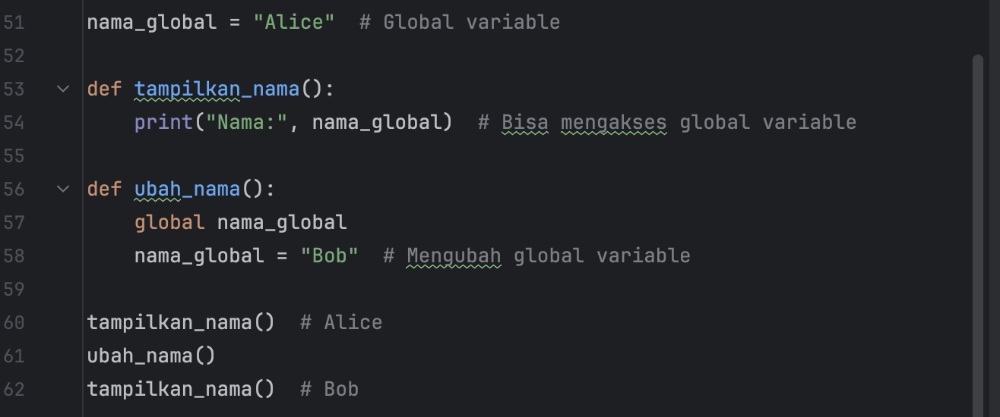 51 nama_global = "Alice"  # Global variable
52
53 def tampilkan_nama():
54     print("Nama:", nama_global)  # Bisa mengakses global variable
55
56 def ubah_nama():
57     global nama_global
58     nama_global = "Bob"  # Mengubah global variable
59
60 tampilkan_nama()  # Alice
61 ubah_nama()
62 tampilkan_nama()  # Bob